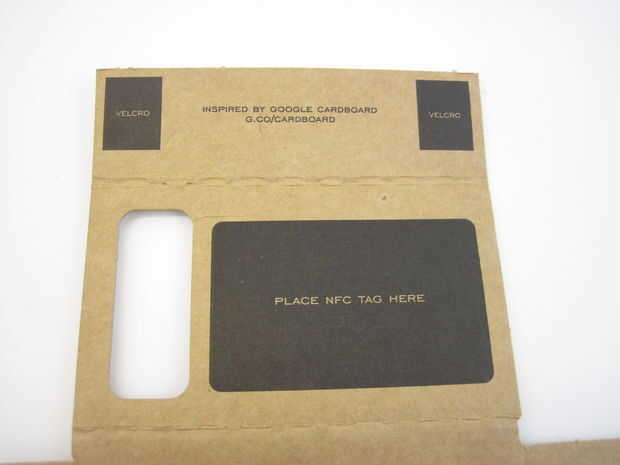 VELCRO
INSPIRED BY GOOGLE CARDBOARD
G.CO/CARDBOARD
VELCRO
PLACE NFC TAG HERE